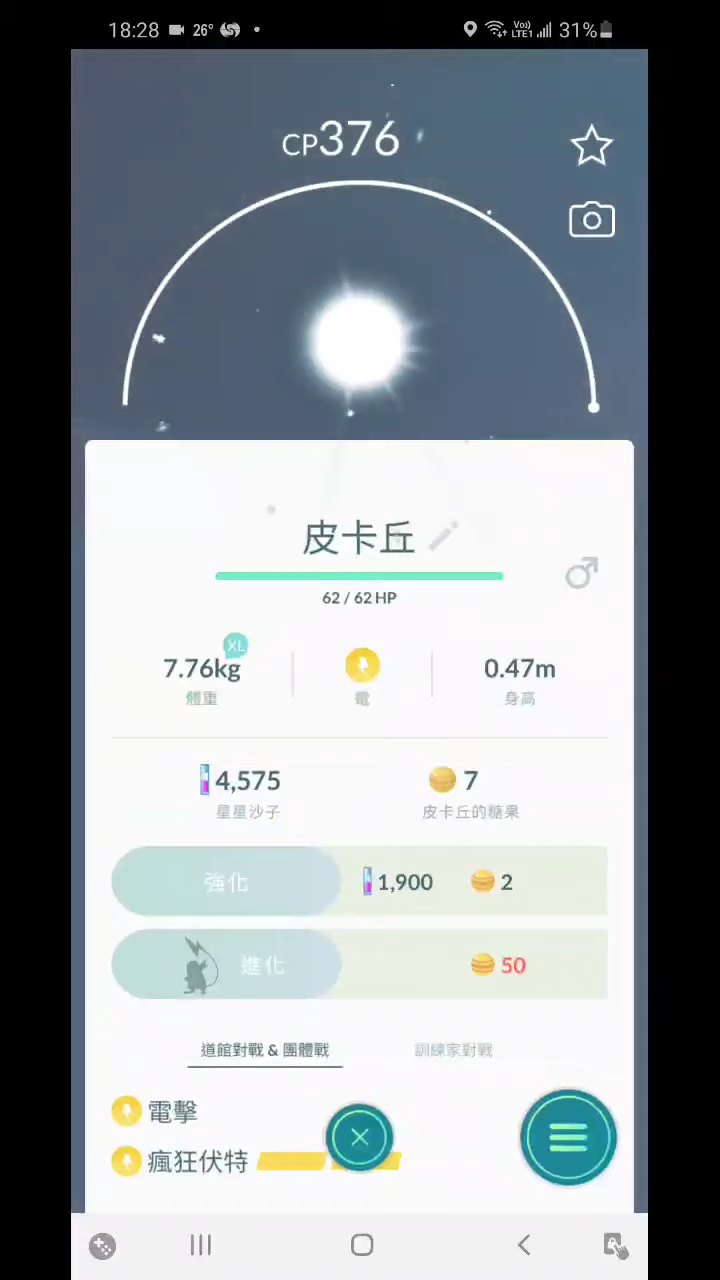 18:28 26° Vo)) LTE1 31%
CP376
皮卡丘
62 / 62 HP
XL
7.76kg 0.47m
體重 電 身高
4,575 7
星星沙子 皮卡丘的糖果
強化 1,900 2
進化 50
道館對戰 & 團體戰 訓練家對戰
電擊
瘋狂伏特